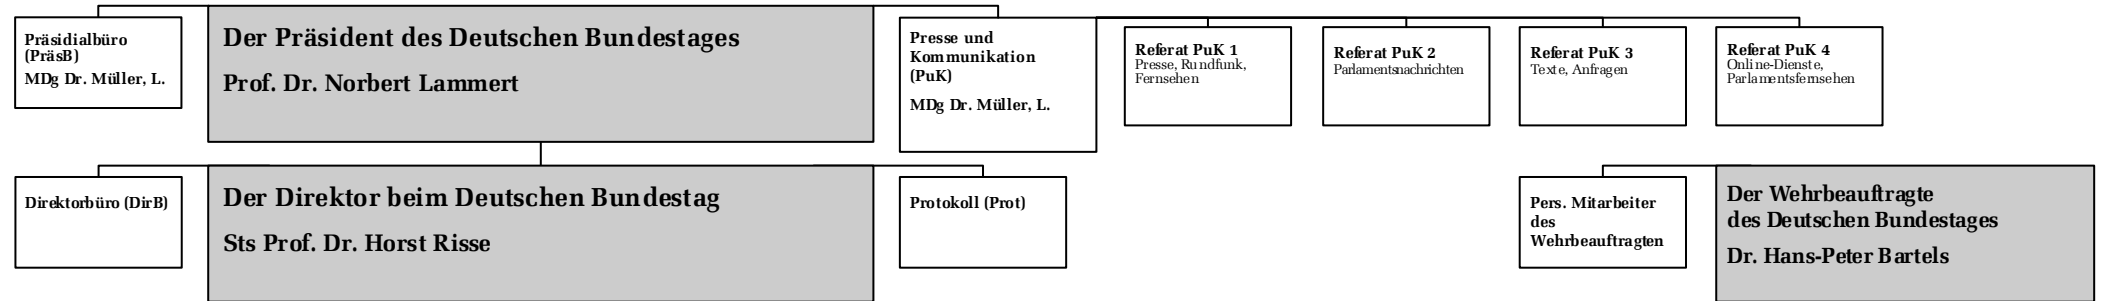 Präsidialbüro
(PräsB)
MDg Dr. Müller, L.
Der Präsident des Deutschen Bundestages
Prof. Dr. Norbert Lammert
Presse und
Kommunikation
(PuK)
MDg Dr. Müller, L.
Referat PuK 1
Presse, Rundfunk,
Fernsehen
Referat PuK 2
Parlamentsnachrichten
Referat PuK 3
Texte, Anfragen
Referat PuK 4
Online-Dienste,
Parlamentsfernsehen
Direktorbüro (DirB)
Der Direktor beim Deutschen Bundestag
Sts Prof. Dr. Horst Risse
Protokoll (Prot)
Pers. Mitarbeiter
des
Wehrbeauftragten
Der Wehrbeauftragte
des Deutschen Bundestages
Dr. Hans-Peter Bartels